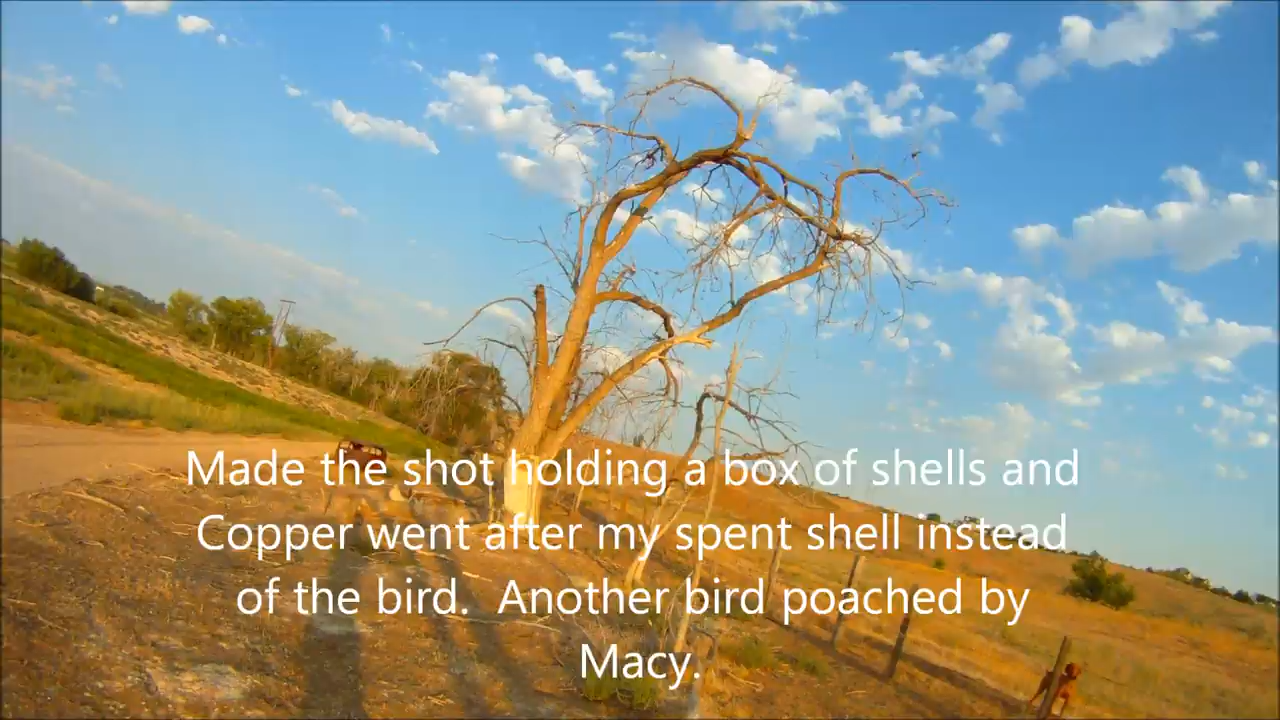 Made the shot holding a box of shells and
Copper went after my spent shell instead
of the bird.  Another bird poached by
Macy.